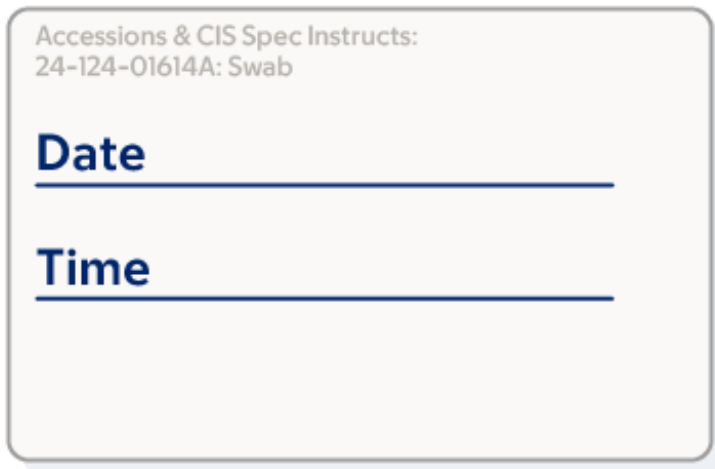 Accessions & CIS Spec Instructs:
24-124-01614A: Swab
Date
Time